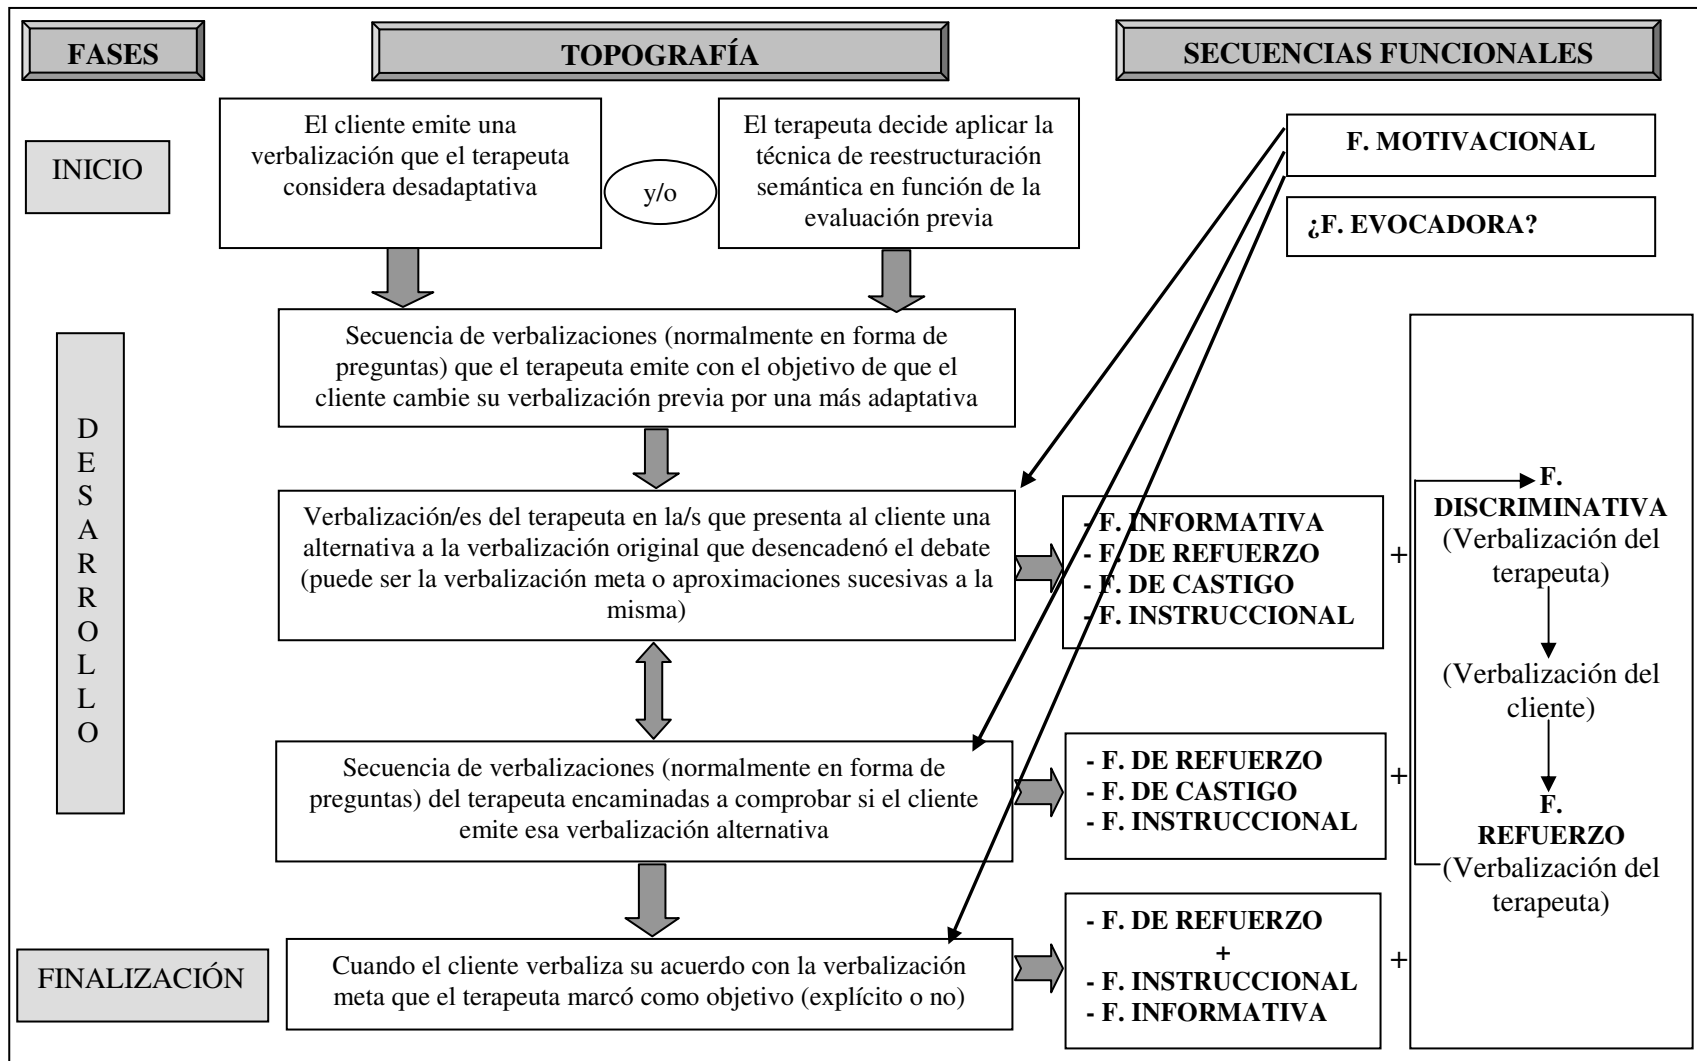 FASES
TOPOGRAFÍA
SECUENCIAS FUNCIONALES
INICIO
El cliente emite una
verbalización que el terapeuta
considera desadaptativa
y/o
El terapeuta decide aplicar la
técnica de reestructuración
semántica en función de la
evaluación previa
F. MOTIVACIONAL
¿F. EVOCADORA?
D
E
S
A
R
R
O
L
L
O
Secuencia de verbalizaciones (normalmente en forma de
preguntas) que el terapeuta emite con el objetivo de que el
cliente cambie su verbalización previa por una más adaptativa
Verbalización/es del terapeuta en la/s que presenta al cliente una
alternativa a la verbalización original que desencadenó el debate
(puede ser la verbalización meta o aproximaciones sucesivas a la
misma)
- F. INFORMATIVA
- F. DE REFUERZO
- F. DE CASTIGO
- F. INSTRUCCIONAL
+
Secuencia de verbalizaciones (normalmente en forma de
preguntas) del terapeuta encaminadas a comprobar si el cliente
emite esa verbalización alternativa
- F. DE REFUERZO
- F. DE CASTIGO
- F. INSTRUCCIONAL
+
F.
DISCRIMINATIVA
(Verbalización del
terapeuta)
(Verbalización del
cliente)
F.
REFUERZO
(Verbalización del
terapeuta)
FINALIZACIÓN
Cuando el cliente verbaliza su acuerdo con la verbalización
meta que el terapeuta marcó como objetivo (explícito o no)
- F. DE REFUERZO
+
- F. INSTRUCCIONAL
- F. INFORMATIVA
+